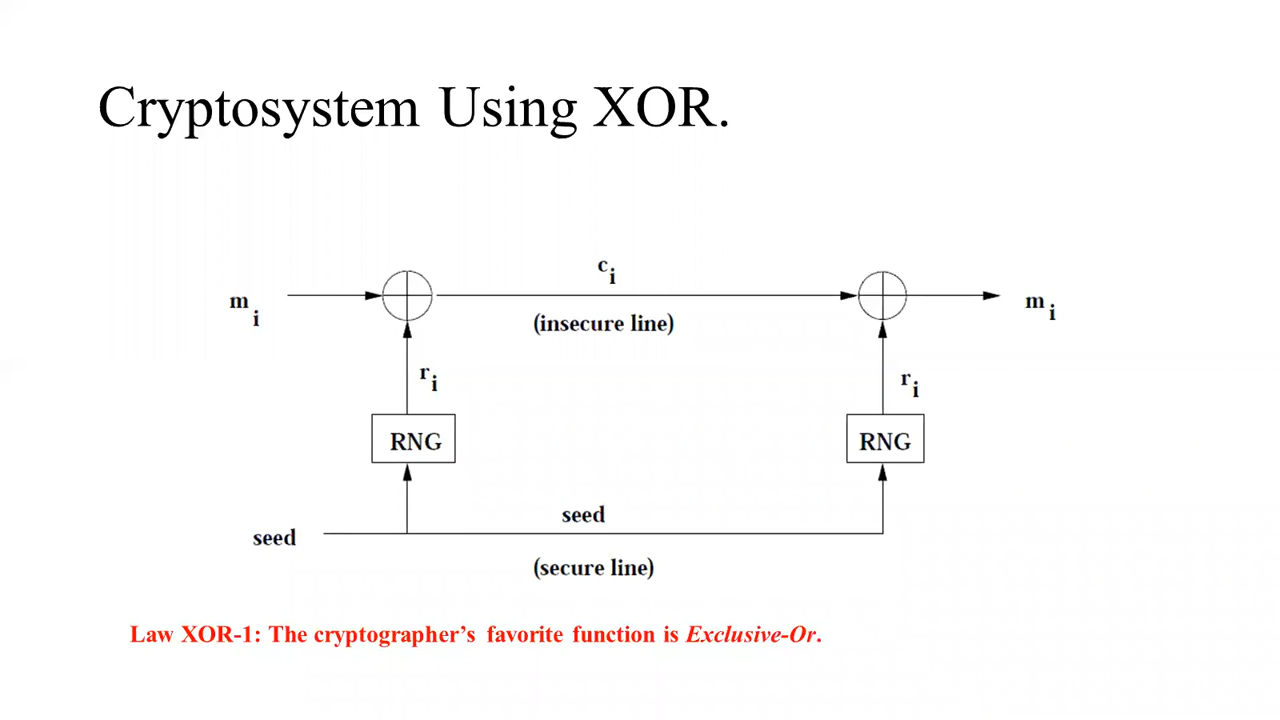 Cryptosystem Using XOR.
c i
m i
(insecure line)
m i
r i
r i
RNG
RNG
seed
seed
(secure line)
Law XOR-1: The cryptographer’s favorite function is Exclusive-Or.